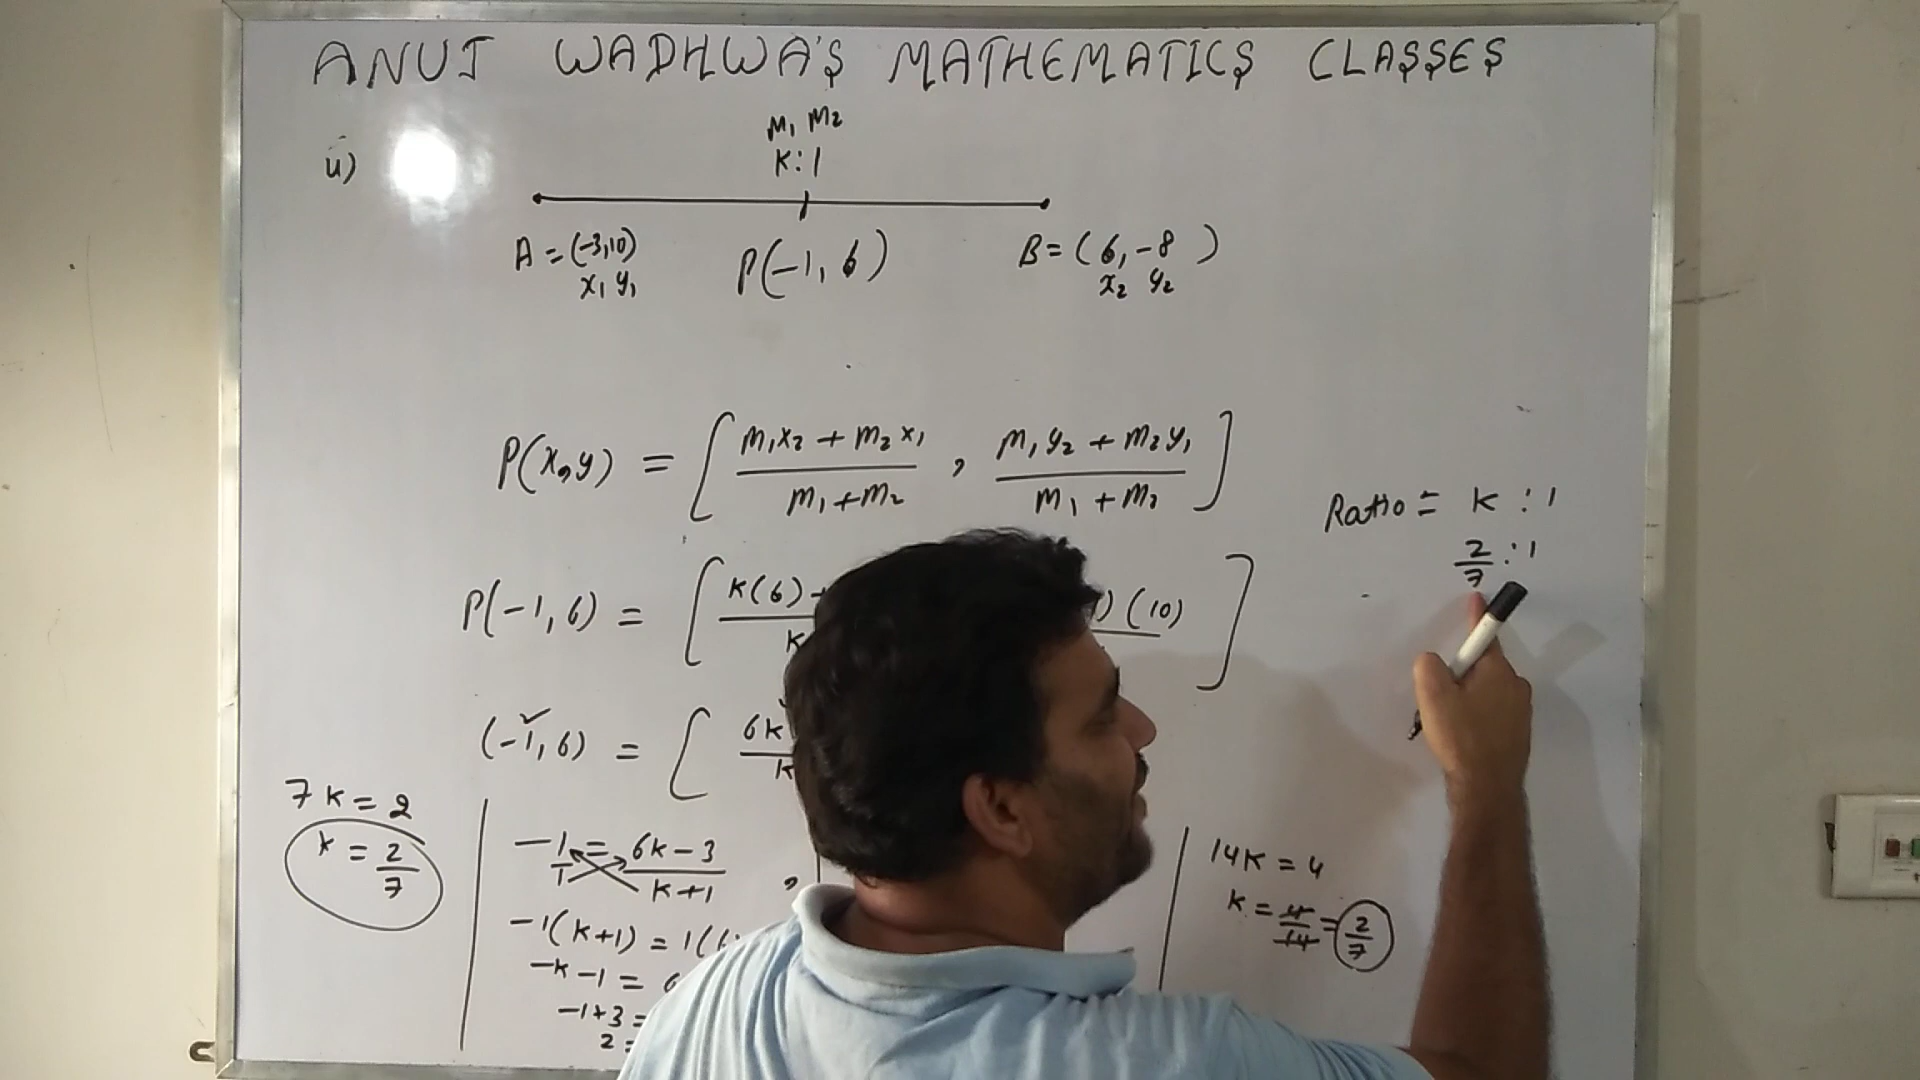 ANUJ WADHWA'S MATHEMATICS CLASSES
ii)
M1 M2
K:1
A = (-3,10)
x1 y1
P(-1, 6)
B = (6, -8 )
x2 y2
P(x,y) = [ m1x2 + m2x1 / m1+m2 , m1y2 + m2y1 / m1+m2 ]
Ratio = K : 1
2/7 : 1
P(-1, 6) = [ K(6)+ / K ) (10) ]
(-1, 6) = [ 6K / K
7K = 2
K = 2/7
-1/1 = 6K-3 / K+1 ,
-1(K+1) = 1(6
-K -1 = 6
-1+3 =
2 =
14K = 4
K = 4/14 = 2/7